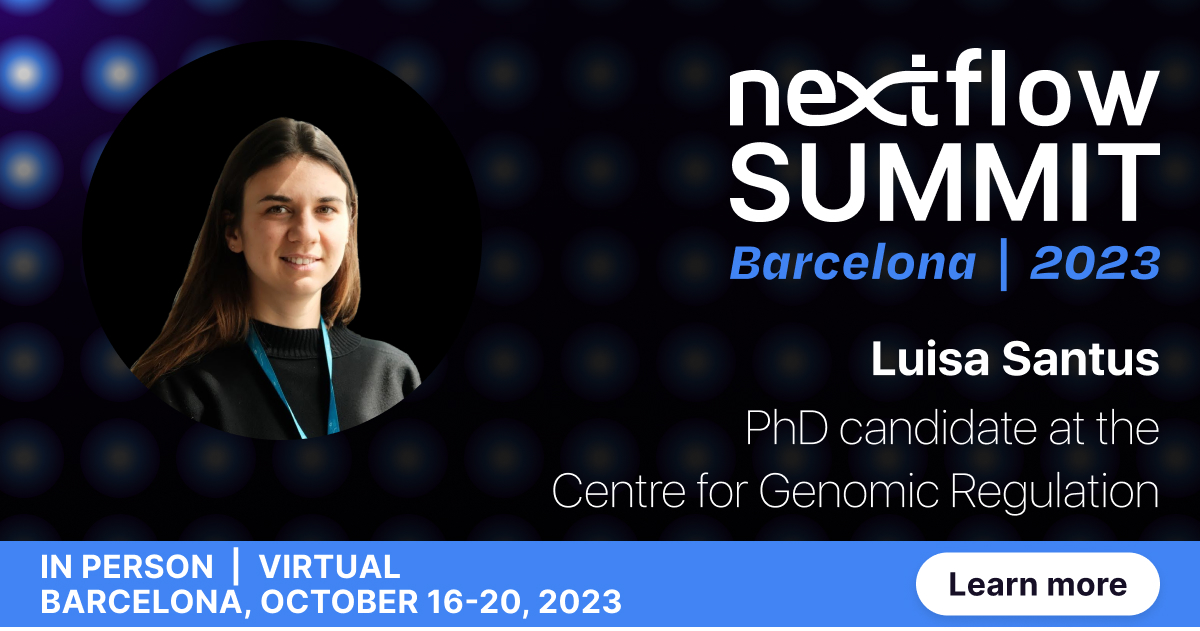 nextflow
SUMMIT
Barcelona | 2023
Luisa Santus
PhD candidate at the
Centre for Genomic Regulation
IN PERSON | VIRTUAL
BARCELONA, OCTOBER 16-20, 2023
Learn more